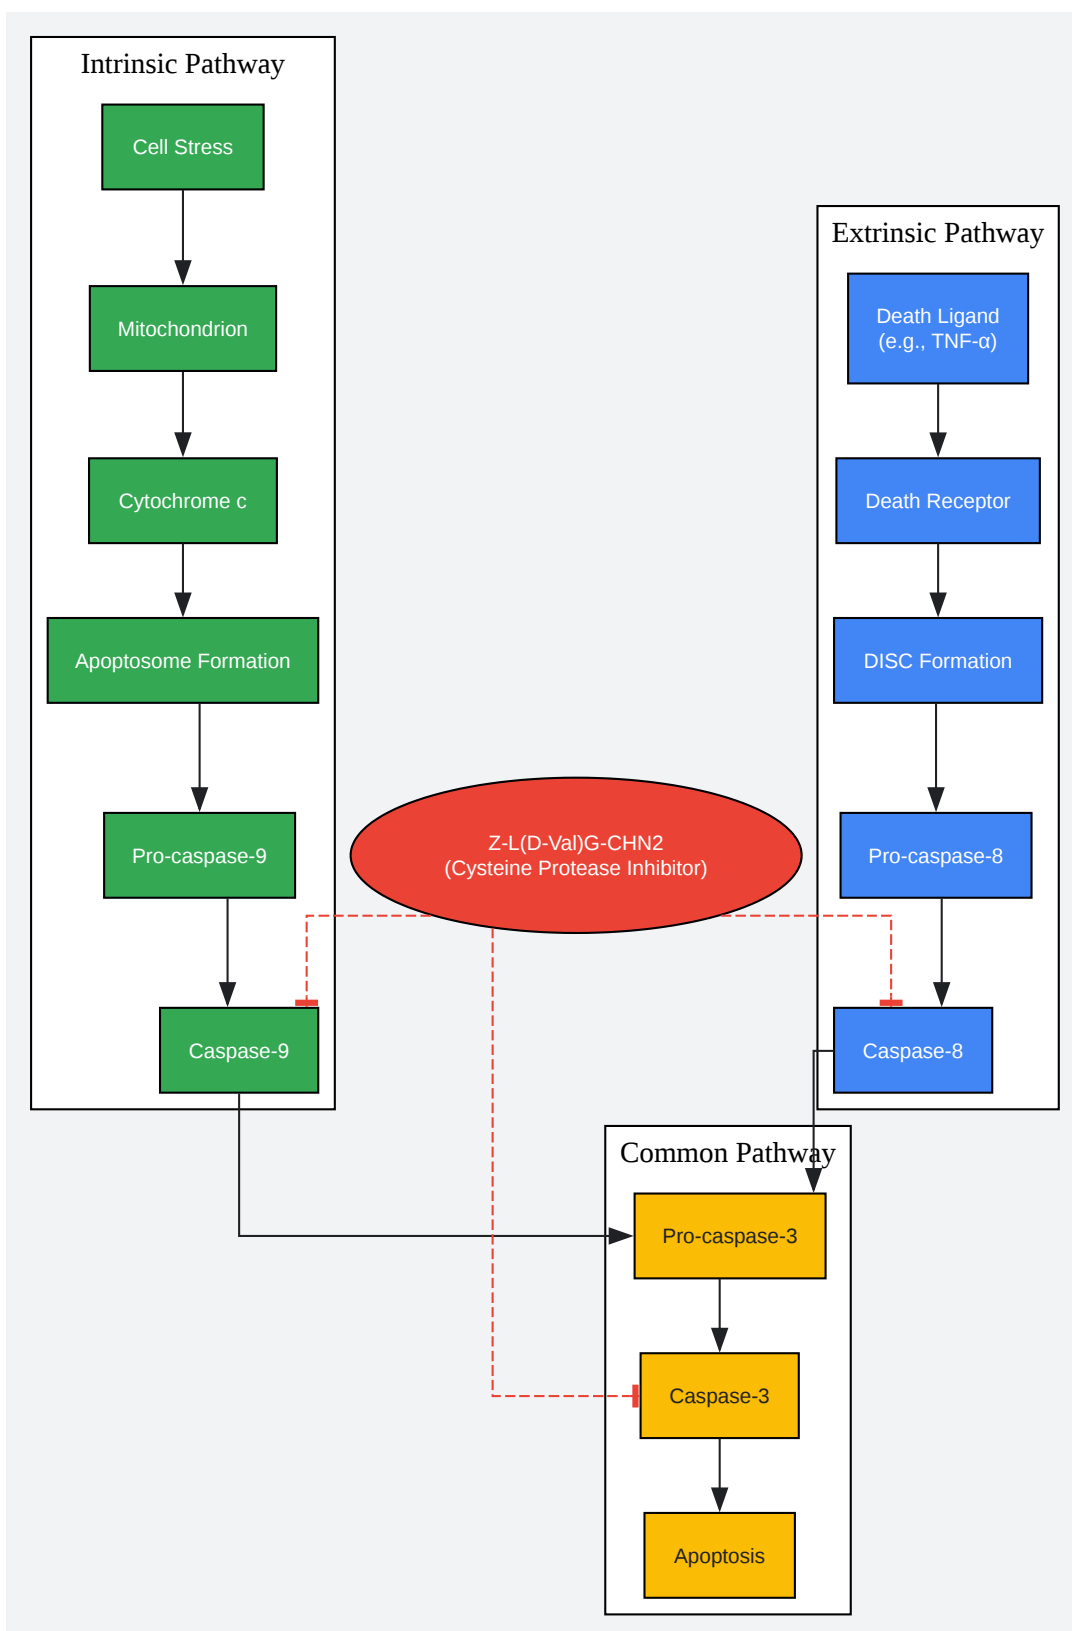 Intrinsic Pathway
Cell Stress
Mitochondrion
Cytochrome c
Apoptosome Formation
Pro-caspase-9
Caspase-9
Z-L(D-Val)G-CHN2
(Cysteine Protease Inhibitor)
Extrinsic Pathway
Death Ligand
(e.g., TNF-α)
Death Receptor
DISC Formation
Pro-caspase-8
Caspase-8
Common Pathway
Pro-caspase-3
Caspase-3
Apoptosis